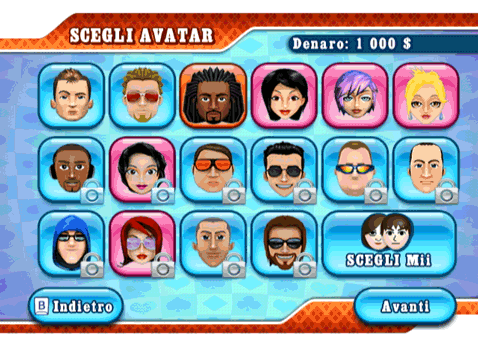 SCEGLI AVATAR
Denaro: 1 000 $
SCEGLI Mii
B Indietro
Avanti